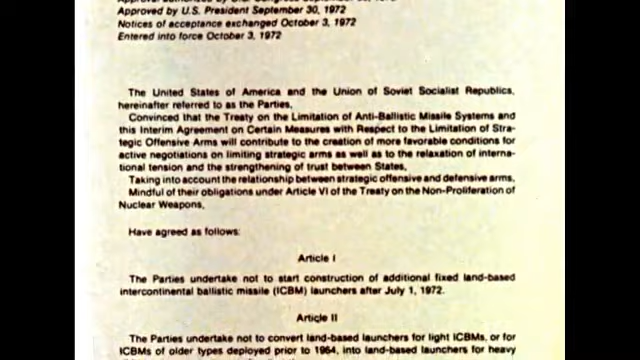 Approved by U.S. President September 30, 1972
Notices of acceptance exchanged October 3, 1972
Entered into force October 3, 1972
The United States of America and the Union of Soviet Socialist Republics,
hereinafter referred to as the Parties,
Convinced that the Treaty on the Limitation of Anti-Ballistic Missile Systems and
this Interim Agreement on Certain Measures with Respect to the Limitation of Stra-
tegic Offensive Arms will contribute to the creation of more favorable conditions for
active negotiations on limiting strategic arms as well as to the relaxation of interna-
tional tension and the strengthening of trust between States,
Taking into account the relationship between strategic offensive and defensive arms,
Mindful of their obligations under Article VI of the Treaty on the Non-Proliferation of
Nuclear Weapons,
Have agreed as follows:
Article I
The Parties undertake not to start construction of additional fixed land-based
intercontinental ballistic missile (ICBM) launchers after July 1, 1972.
Article II
The Parties undertake not to convert land-based launchers for light ICBMs, or for
ICBMs of older types deployed prior to 1964, into land-based launchers for heavy